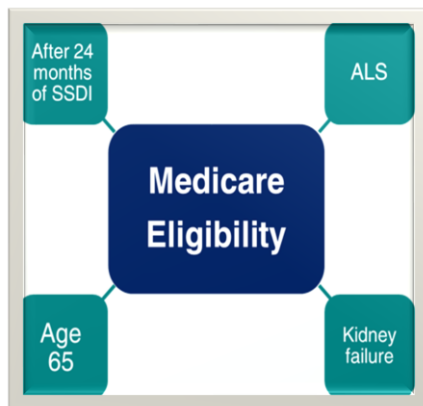 After 24
months
of SSDI
ALS
Medicare
Eligibility
Age
65
Kidney
failure